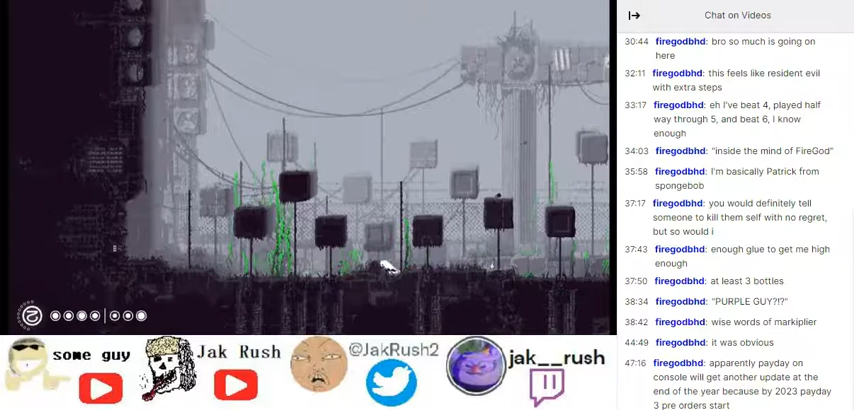 Chat on Videos
30:44 firegodbhd: bro so much is going on
here
32:11 firegodbhd: this feels like resident evil
with extra steps
33:17 firegodbhd: eh I've beat 4, played half
way through 5, and beat 6, I know
enough
34:03 firegodbhd: "inside the mind of FireGod"
35:58 firegodbhd: I'm basically Patrick from
spongebob
37:17 firegodbhd: you would definitely tell
someone to kill them self with no regret,
but so would i
37:43 firegodbhd: enough glue to get me high
enough
37:50 firegodbhd: at least 3 bottles
38:34 firegodbhd: "PURPLE GUY?!?"
38:42 firegodbhd: wise words of markiplier
44:49 firegodbhd: it was obvious
47:16 firegodbhd: apparently payday on
console will get another update at the
end of the year because by 2023 payday
3 pre orders start
some guy
Jak Rush
@JakRush2
jak__rush